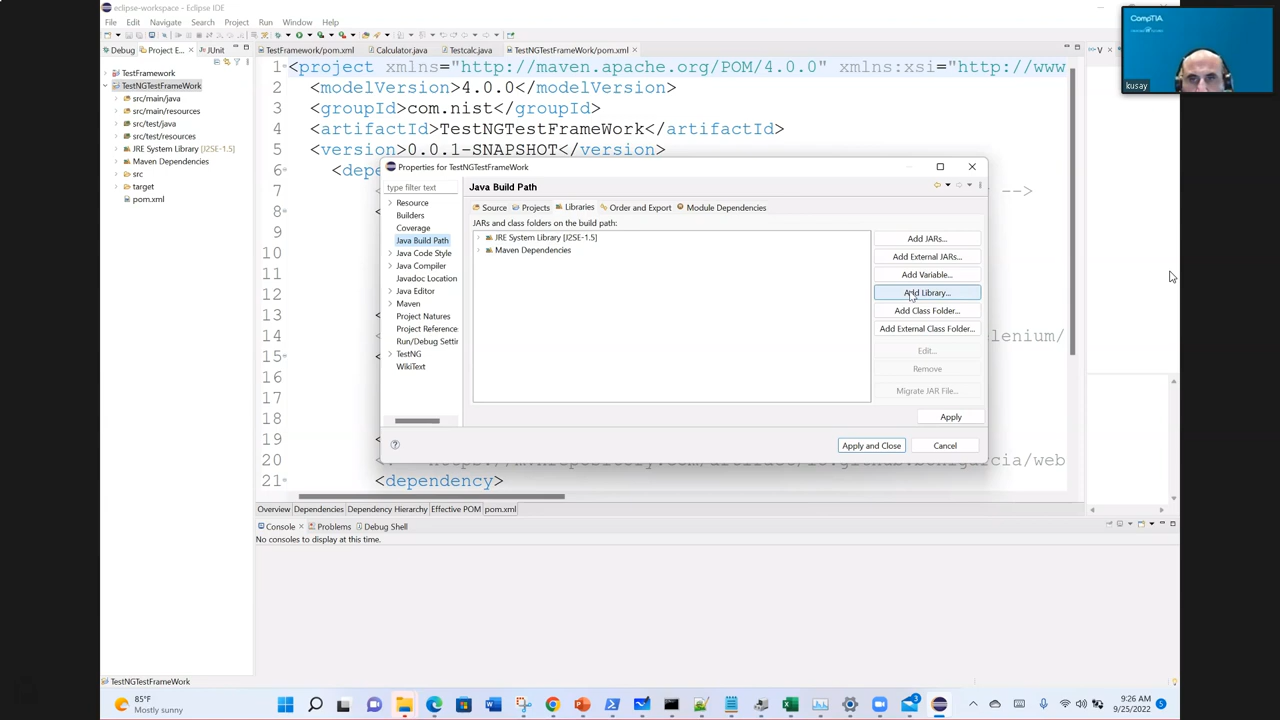 eclipse-workspace - Eclipse IDE
File Edit Navigate Search Project Run Window Help
Debug Project E... JUnit
TestFramework/pom.xml Calculator.java Testcalc.java TestNGTestFrameWork/pom.xml
TestFramework
TestNGTestFrameWork
src/main/java
src/main/resources
src/test/java
src/test/resources
JRE System Library [J2SE-1.5]
Maven Dependencies
src
target
pom.xml
1 <project xmlns="http://maven.apache.org/POM/4.0.0" xmlns:xsi="http://www
2 <modelVersion>4.0.0</modelVersion>
3 <groupId>com.nist</groupId>
4 <artifactId>TestNGTestFrameWork</artifactId>
5 <version>0.0.1-SNAPSHOT</version>
6 <depe
7 -->
8
9
10
11
12
13
14 lenium/
15
16
17
18
19
20
21 <dependency>
Properties for TestNGTestFrameWork
type filter text
Resource
Builders
Coverage
Java Build Path
Java Code Style
Java Compiler
Javadoc Location
Java Editor
Maven
Project Natures
Project Reference
Run/Debug Settin
TestNG
WikiText
Java Build Path
Source Projects Libraries Order and Export Module Dependencies
JARs and class folders on the build path:
JRE System Library [J2SE-1.5]
Maven Dependencies
Add JARs...
Add External JARs...
Add Variable...
Add Library...
Add Class Folder...
Add External Class Folder...
Edit...
Remove
Migrate JAR File...
Apply
Apply and Close Cancel
Overview Dependencies Dependency Hierarchy Effective POM pom.xml
Console Problems Debug Shell
No consoles to display at this time.
TestNGTestFrameWork
CompTIA
kusay
85°F
Mostly sunny
9:26 AM
9/25/2022
3
5